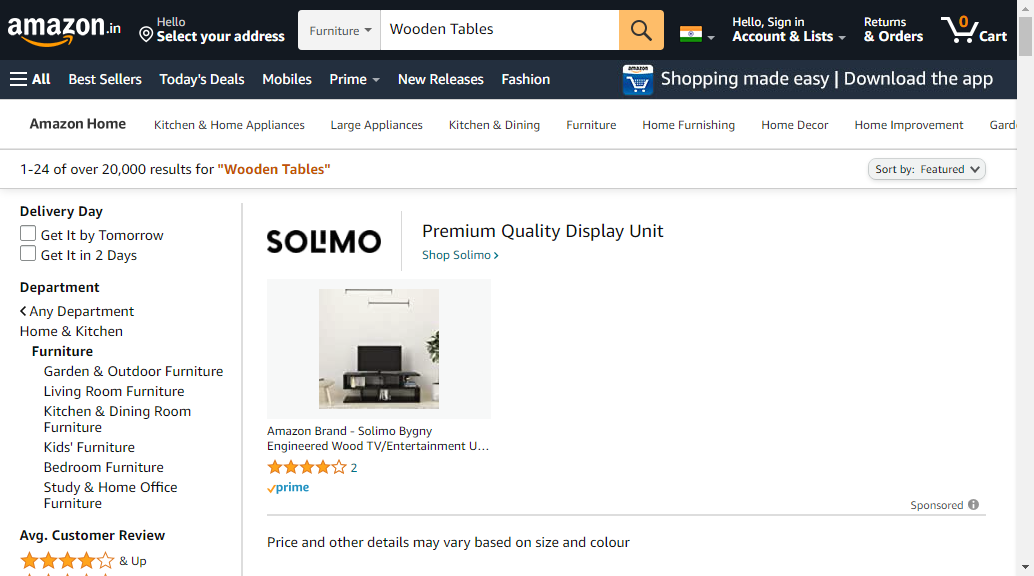 amazon.in
Hello
Select your address
Furniture
Wooden Tables
Hello, Sign in
Account & Lists
Returns
& Orders
0
Cart
All
Best Sellers
Today's Deals
Mobiles
Prime
New Releases
Fashion
amazon
Shopping made easy | Download the app
Amazon Home
Kitchen & Home Appliances
Large Appliances
Kitchen & Dining
Furniture
Home Furnishing
Home Decor
Home Improvement
Gard
1-24 of over 20,000 results for "Wooden Tables"
Sort by: Featured
Delivery Day
Get It by Tomorrow
Get It in 2 Days
Department
Any Department
Home & Kitchen
Furniture
Garden & Outdoor Furniture
Living Room Furniture
Kitchen & Dining Room
Furniture
Kids' Furniture
Bedroom Furniture
Study & Home Office
Furniture
Avg. Customer Review
& Up
SOLIMO
Premium Quality Display Unit
Shop Solimo ›
Amazon Brand - Solimo Bygny
Engineered Wood TV/Entertainment U...
2
prime
Sponsored
Price and other details may vary based on size and colour